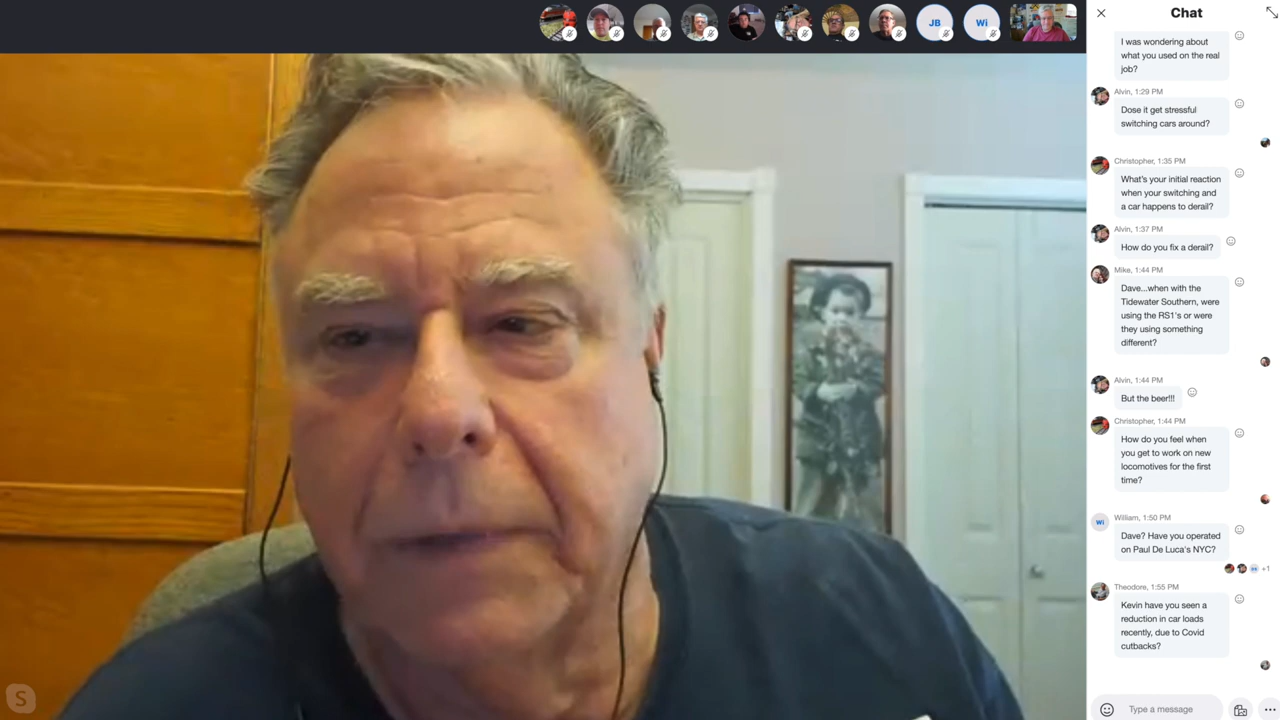 JB
Wi
Chat
I was wondering about
what you used on the real
job?
Alvin, 1:29 PM
Dose it get stressful
switching cars around?
Christopher, 1:35 PM
What's your initial reaction
when your switching and
a car happens to derail?
Alvin, 1:37 PM
How do you fix a derail?
Mike, 1:44 PM
Dave...when with the
Tidewater Southern, were
using the RS1's or were
they using something
different?
Alvin, 1:44 PM
But the beer!!!
Christopher, 1:44 PM
How do you feel when
you get to work on new
locomotives for the first
time?
Wi
William, 1:50 PM
Dave? Have you operated
on Paul De Luca's NYC?
+1
Theodore, 1:55 PM
Kevin have you seen a
reduction in car loads
recently, due to Covid
cutbacks?
S
Type a message